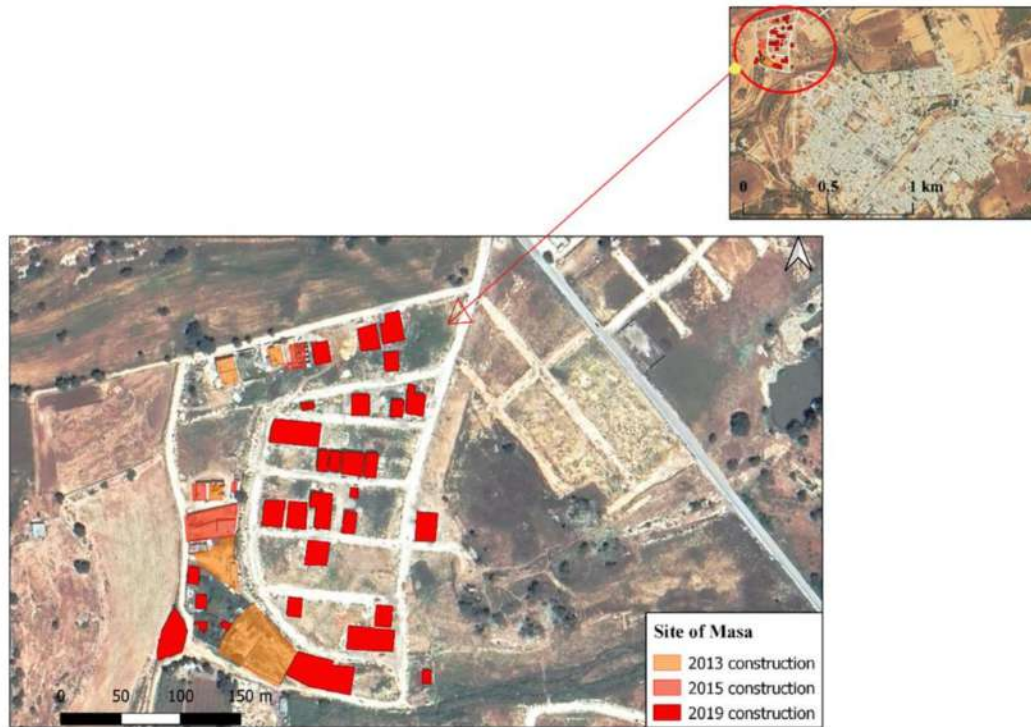 0 0.5 1 km
Site of Masa
2013 construction
2015 construction
2019 construction
0 50 100 150 m